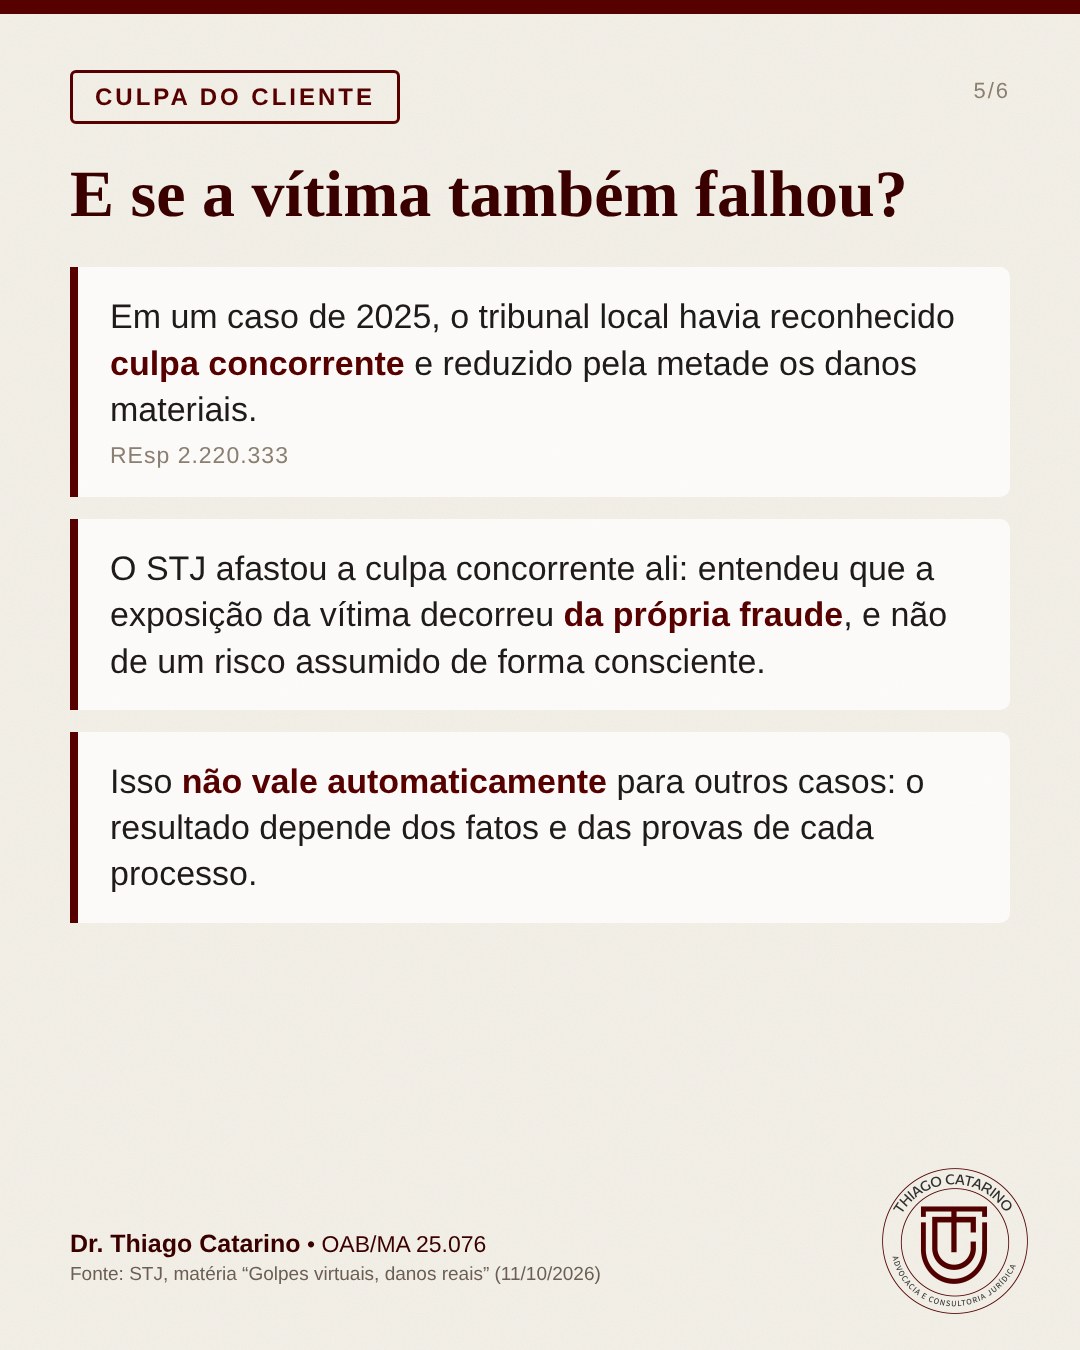 CULPA DO CLIENTE
5/6
E se a vítima também falhou?
Em um caso de 2025, o tribunal local havia reconhecido
culpa concorrente e reduzido pela metade os danos
materiais.
REsp 2.220.333
O STJ afastou a culpa concorrente ali: entendeu que a
exposição da vítima decorreu da própria fraude, e não
de um risco assumido de forma consciente.
Isso não vale automaticamente para outros casos: o
resultado depende dos fatos e das provas de cada
processo.
Dr. Thiago Catarino • OAB/MA 25.076
Fonte: STJ, matéria “Golpes virtuais, danos reais” (11/10/2026)
THIAGO CATARINO
ADVOCACIA E CONSULTORIA JURÍDICA